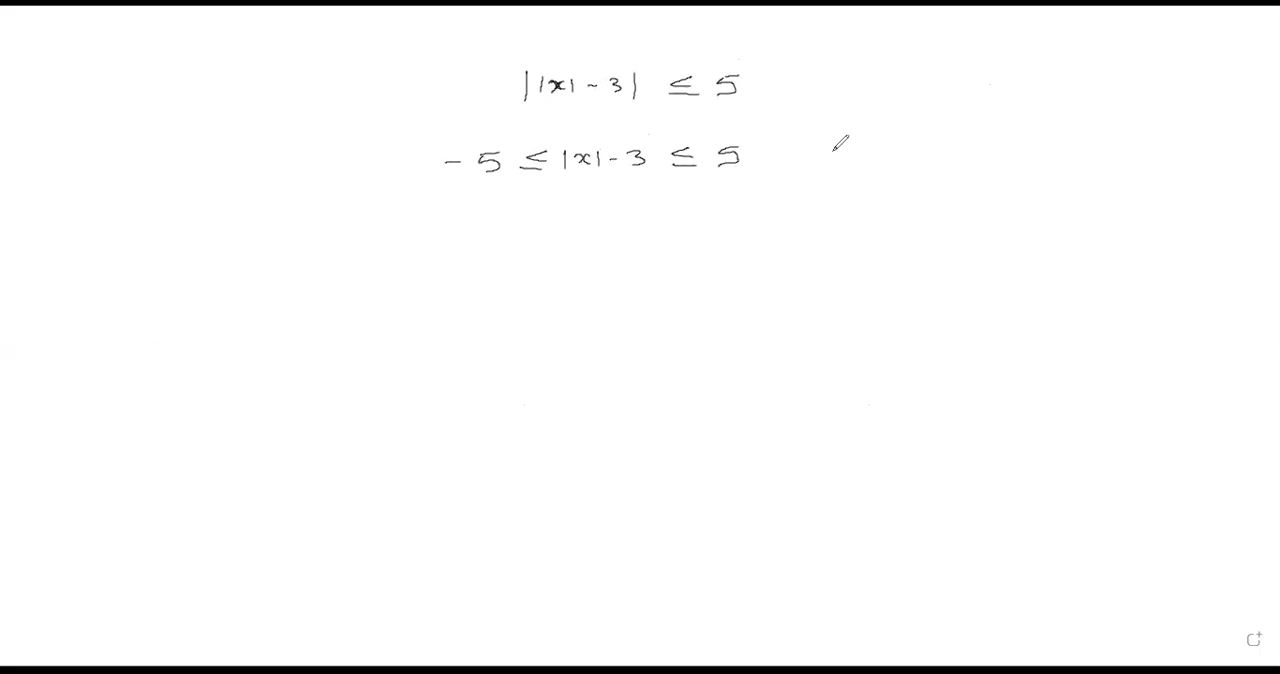 ||x| - 3| ≤ 5
- 5 ≤ |x| - 3 ≤ 5